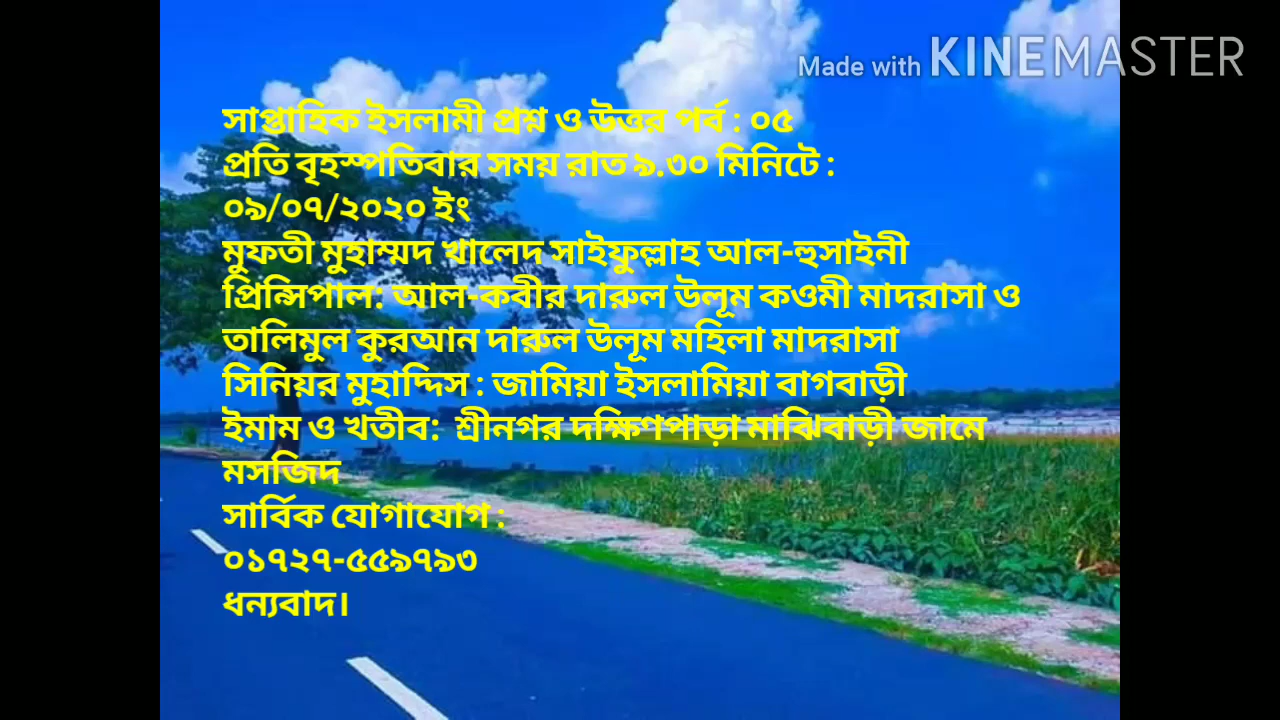 Made with KINEMASTER
সাপ্তাহিক ইসলামী প্রশ্ন ও উত্তর পর্ব : ০৫
প্রতি বৃহস্পতিবার সময় রাত ৯.৩০ মিনিটে :
০৯/০৭/২০২০ ইং
মুফতী মুহাম্মদ খালেদ সাইফুল্লাহ আল-হুসাইনী
প্রিন্সিপাল: আল-কবীর দারুল উলূম কওমী মাদরাসা ও
তালিমুল কুরআন দারুল উলূম মহিলা মাদরাসা
সিনিয়র মুহাদ্দিস : জামিয়া ইসলামিয়া বাগবাড়ী
ইমাম ও খতীব: শ্রীনগর দক্ষিণপাড়া মাঝিবাড়ী জামে
মসজিদ
সার্বিক যোগাযোগ :
০১৭২৭-৫৫৯৭৯৩
ধন্যবাদ।